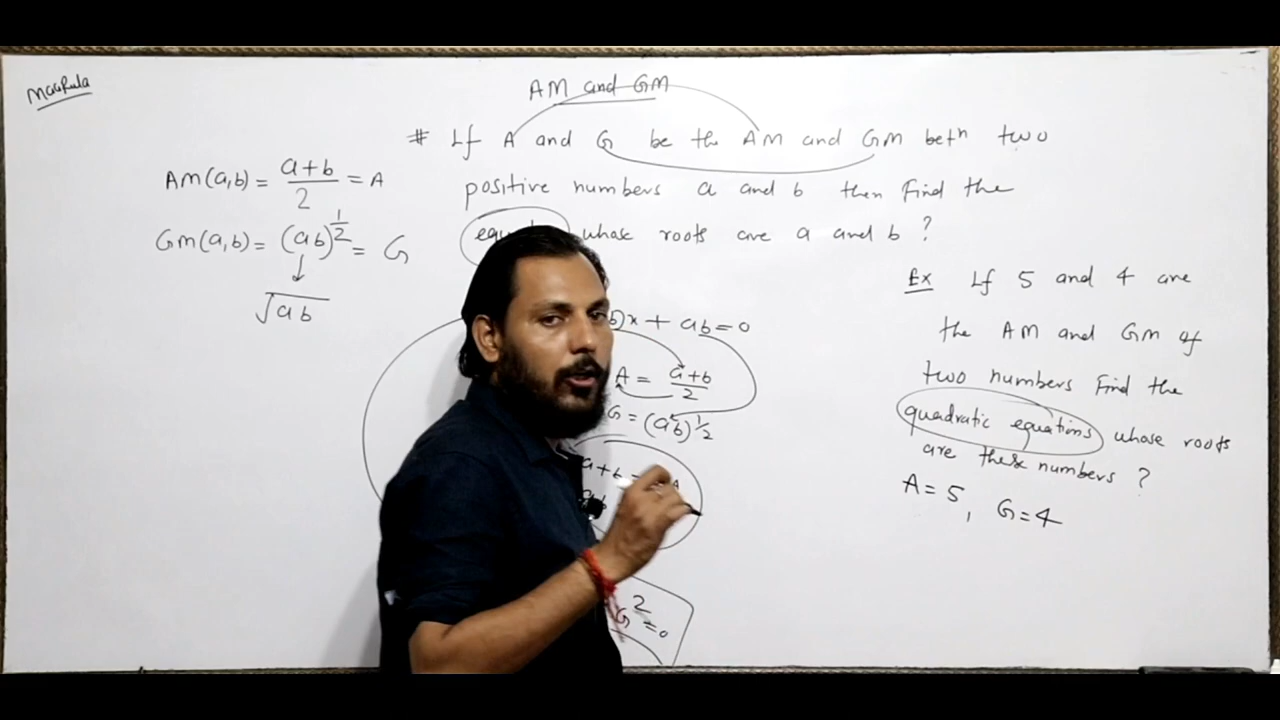 MaaRula
AM and GM
# If A and G be the AM and GM betn two
positive numbers a and b then Find the
whose roots are a and b ?
AM(a,b) = a+b/2 = A
Gm(a,b) = (ab)^1/2 = G
√ab
b)x + ab = 0
A = a+b/2
G = (ab)^1/2
a+b =
G^2 = 0
Ex If 5 and 4 are
the AM and GM of
two numbers Find the
quadratic equations whose roots
are these numbers ?
A = 5, G = 4